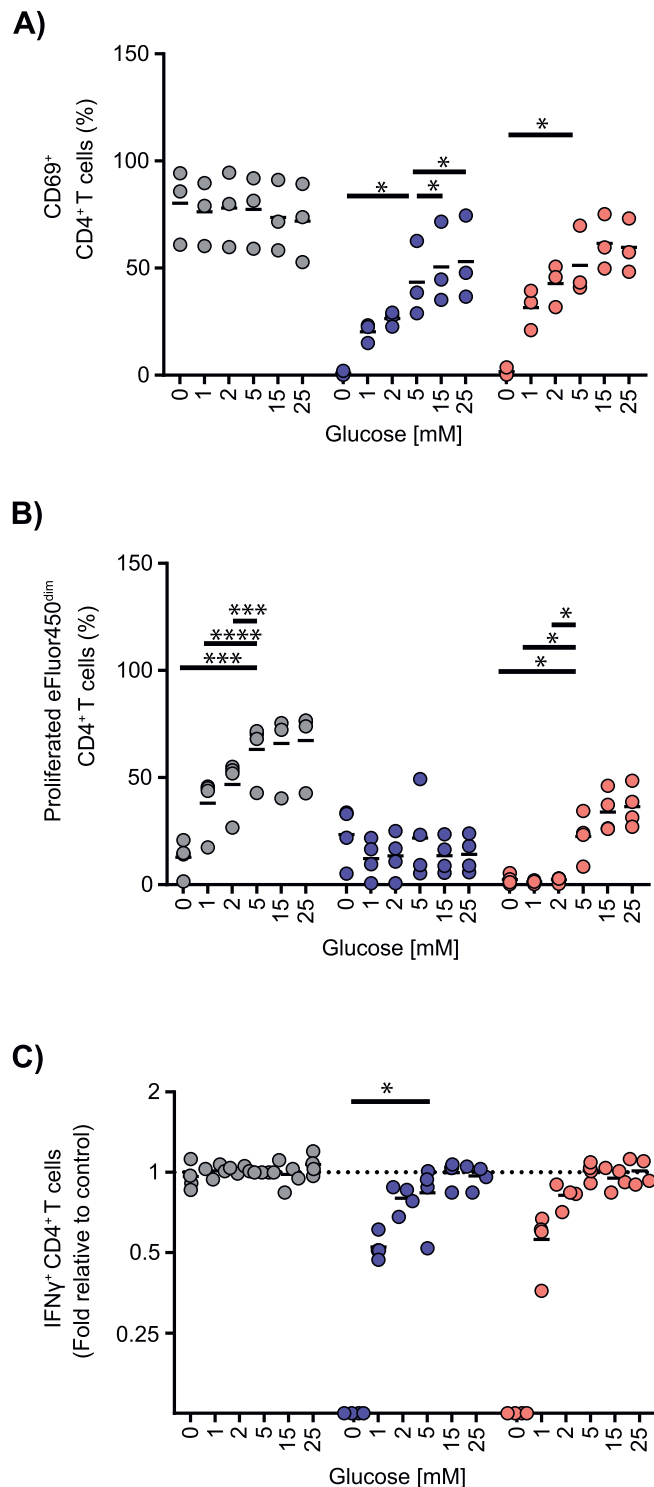 A)
150
100
50
0
CD69⁺
CD4⁺ T cells (%)
*
*
*
*
0 1 2 5 15 25 0 1 2 5 15 25 0 1 2 5 15 25
Glucose [mM]
B)
150
100
50
0
Proliferated eFluor450ᵈⁱᵐ
CD4⁺ T cells (%)
***
****
***
*
*
*
0 1 2 5 15 25 0 1 2 5 15 25 0 1 2 5 15 25
Glucose [mM]
C)
2
1
0.5
0.25
IFNγ⁺ CD4⁺ T cells
(Fold relative to control)
*
0 1 2 5 15 25 0 1 2 5 15 25 0 1 2 5 15 25
Glucose [mM]